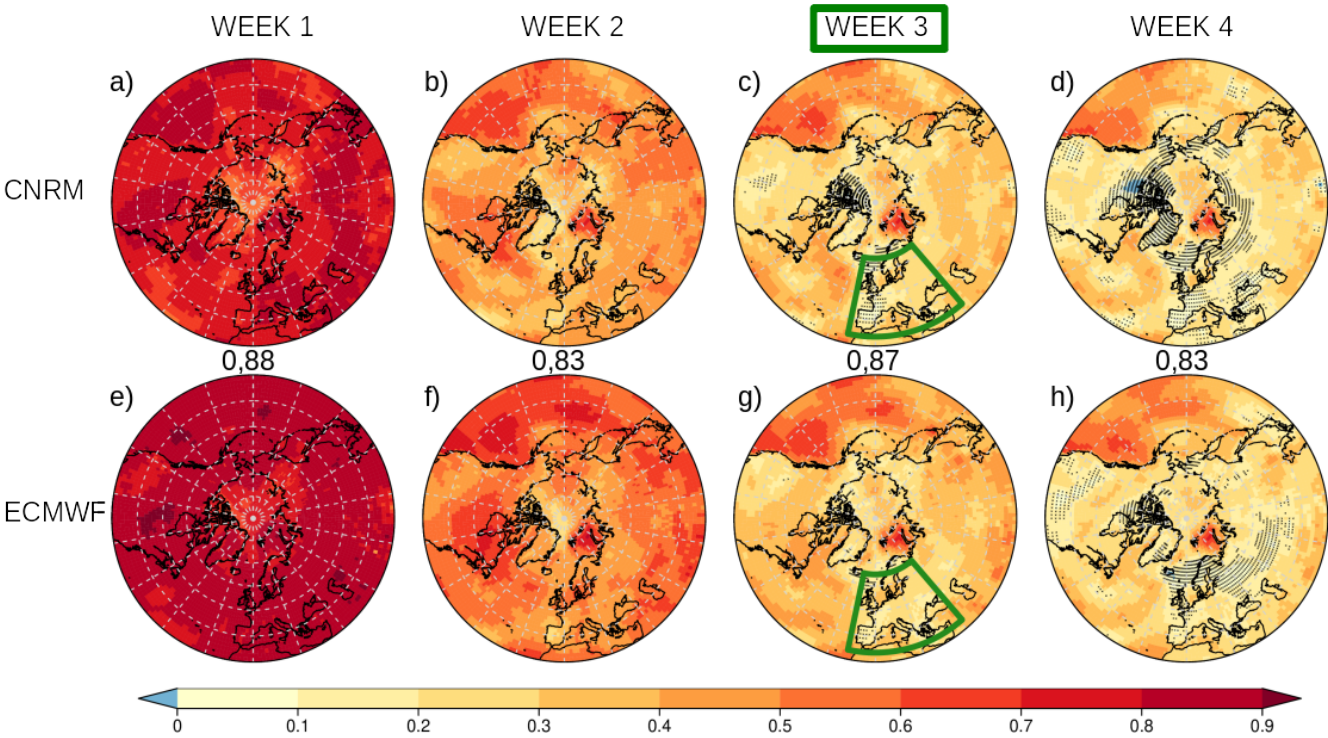 WEEK 1 WEEK 2 WEEK 3 WEEK 4
a) b) c) d)
CNRM
0,88 0,83 0,87 0,83
e) f) g) h)
ECMWF
0 0.1 0.2 0.3 0.4 0.5 0.6 0.7 0.8 0.9